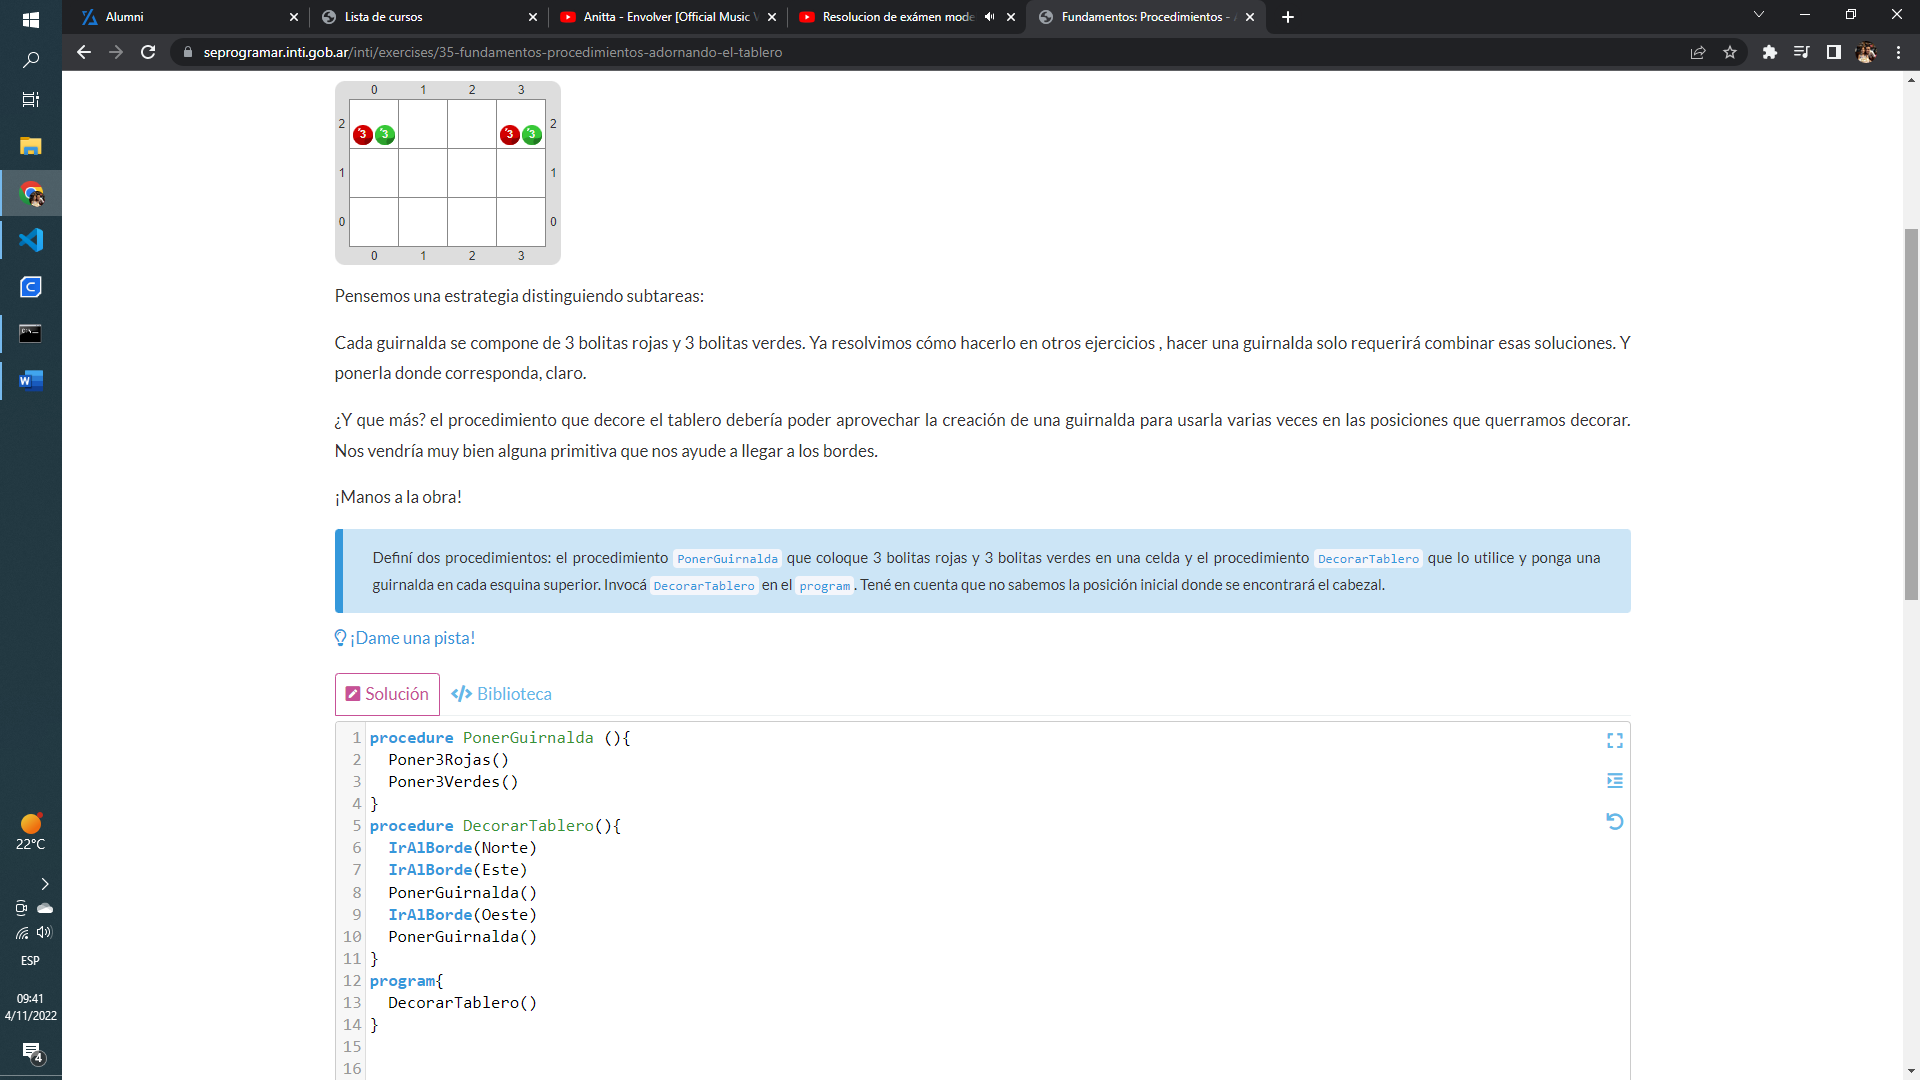 Alumni
Lista de cursos
Anitta - Envolver [Official Music V
Resolucion de exámen mode
Fundamentos: Procedimientos - A
seprogramar.inti.gob.ar/inti/exercises/35-fundamentos-procedimientos-adornando-el-tablero
0 1 2 3
2 3 3 3 3 2
1 1
0 0
0 1 2 3
Pensemos una estrategia distinguiendo subtareas:
Cada guirnalda se compone de 3 bolitas rojas y 3 bolitas verdes. Ya resolvimos cómo hacerlo en otros ejercicios , hacer una guirnalda solo requerirá combinar esas soluciones. Y
ponerla donde corresponda, claro.
¿Y que más? el procedimiento que decore el tablero debería poder aprovechar la creación de una guirnalda para usarla varias veces en las posiciones que querramos decorar.
Nos vendría muy bien alguna primitiva que nos ayude a llegar a los bordes.
¡Manos a la obra!
Definí dos procedimientos: el procedimiento PonerGuirnalda que coloque 3 bolitas rojas y 3 bolitas verdes en una celda y el procedimiento DecorarTablero que lo utilice y ponga una
guirnalda en cada esquina superior. Invocá DecorarTablero en el program. Tené en cuenta que no sabemos la posición inicial donde se encontrará el cabezal.
¡Dame una pista!
Solución
</> Biblioteca
1 procedure PonerGuirnalda (){
2 Poner3Rojas()
3 Poner3Verdes()
4 }
5 procedure DecorarTablero(){
6 IrAlBorde(Norte)
7 IrAlBorde(Este)
8 PonerGuirnalda()
9 IrAlBorde(Oeste)
10 PonerGuirnalda()
11 }
12 program{
13 DecorarTablero()
14 }
15
16
22°C
ESP
09:41
4/11/2022
4